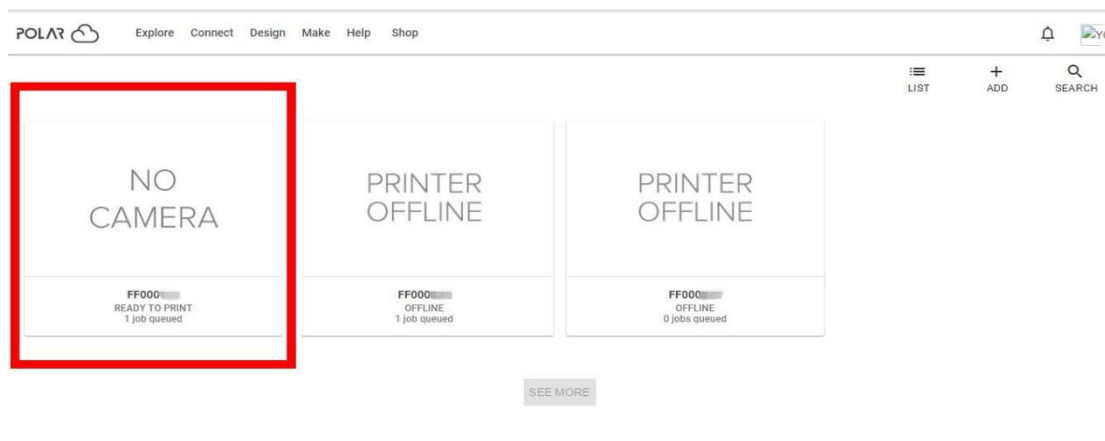 POLAR Explore Connect Design Make Help Shop
LIST ADD SEARCH
NO
CAMERA
FF000
READY TO PRINT
1 job queued
PRINTER
OFFLINE
FF000
OFFLINE
1 job queued
PRINTER
OFFLINE
FF000
OFFLINE
0 jobs queued
SEE MORE